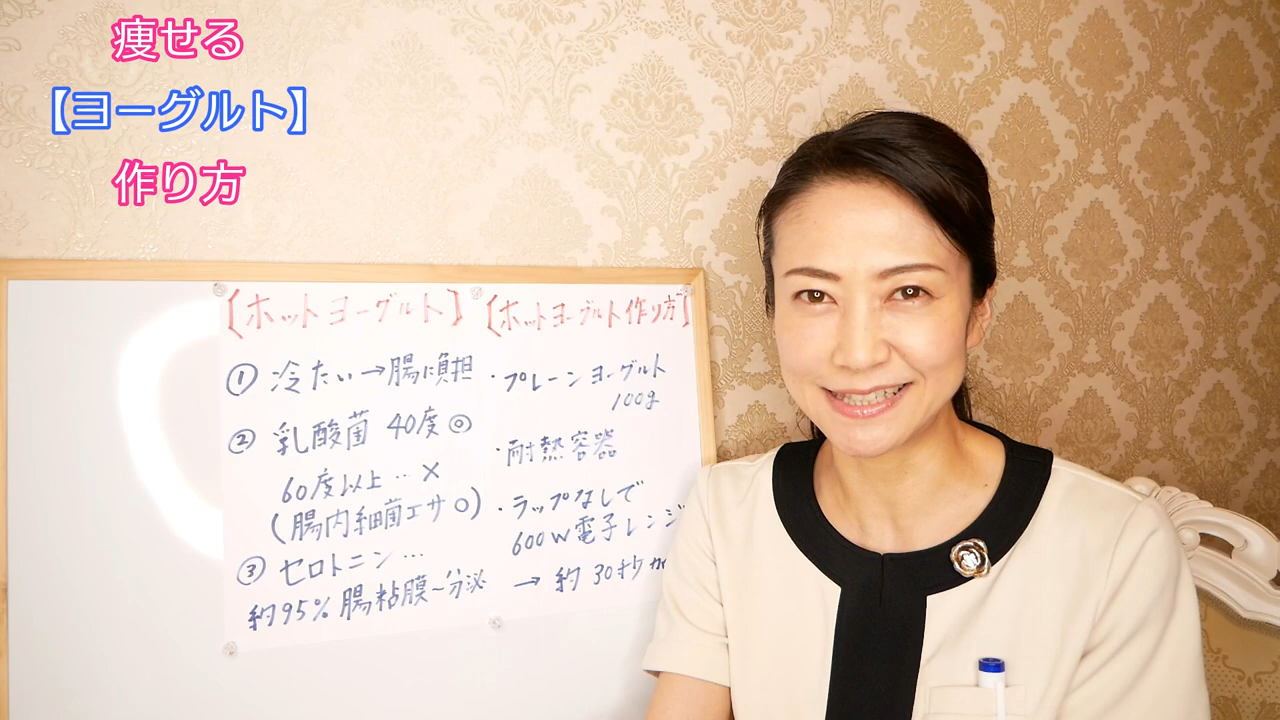 痩せる
【ヨーグルト】
作り方
【ホットヨーグルト】
① 冷たい→腸に負担
② 乳酸菌 40度◎
60度以上…×
(腸内細菌エサ○)
③ セロトニン…
約95% 腸粘膜〜分泌
【ホットヨーグルト作り方】
・プレーンヨーグルト
100g
・耐熱容器
・ラップなしで
600W電子レンジ
→ 約30秒